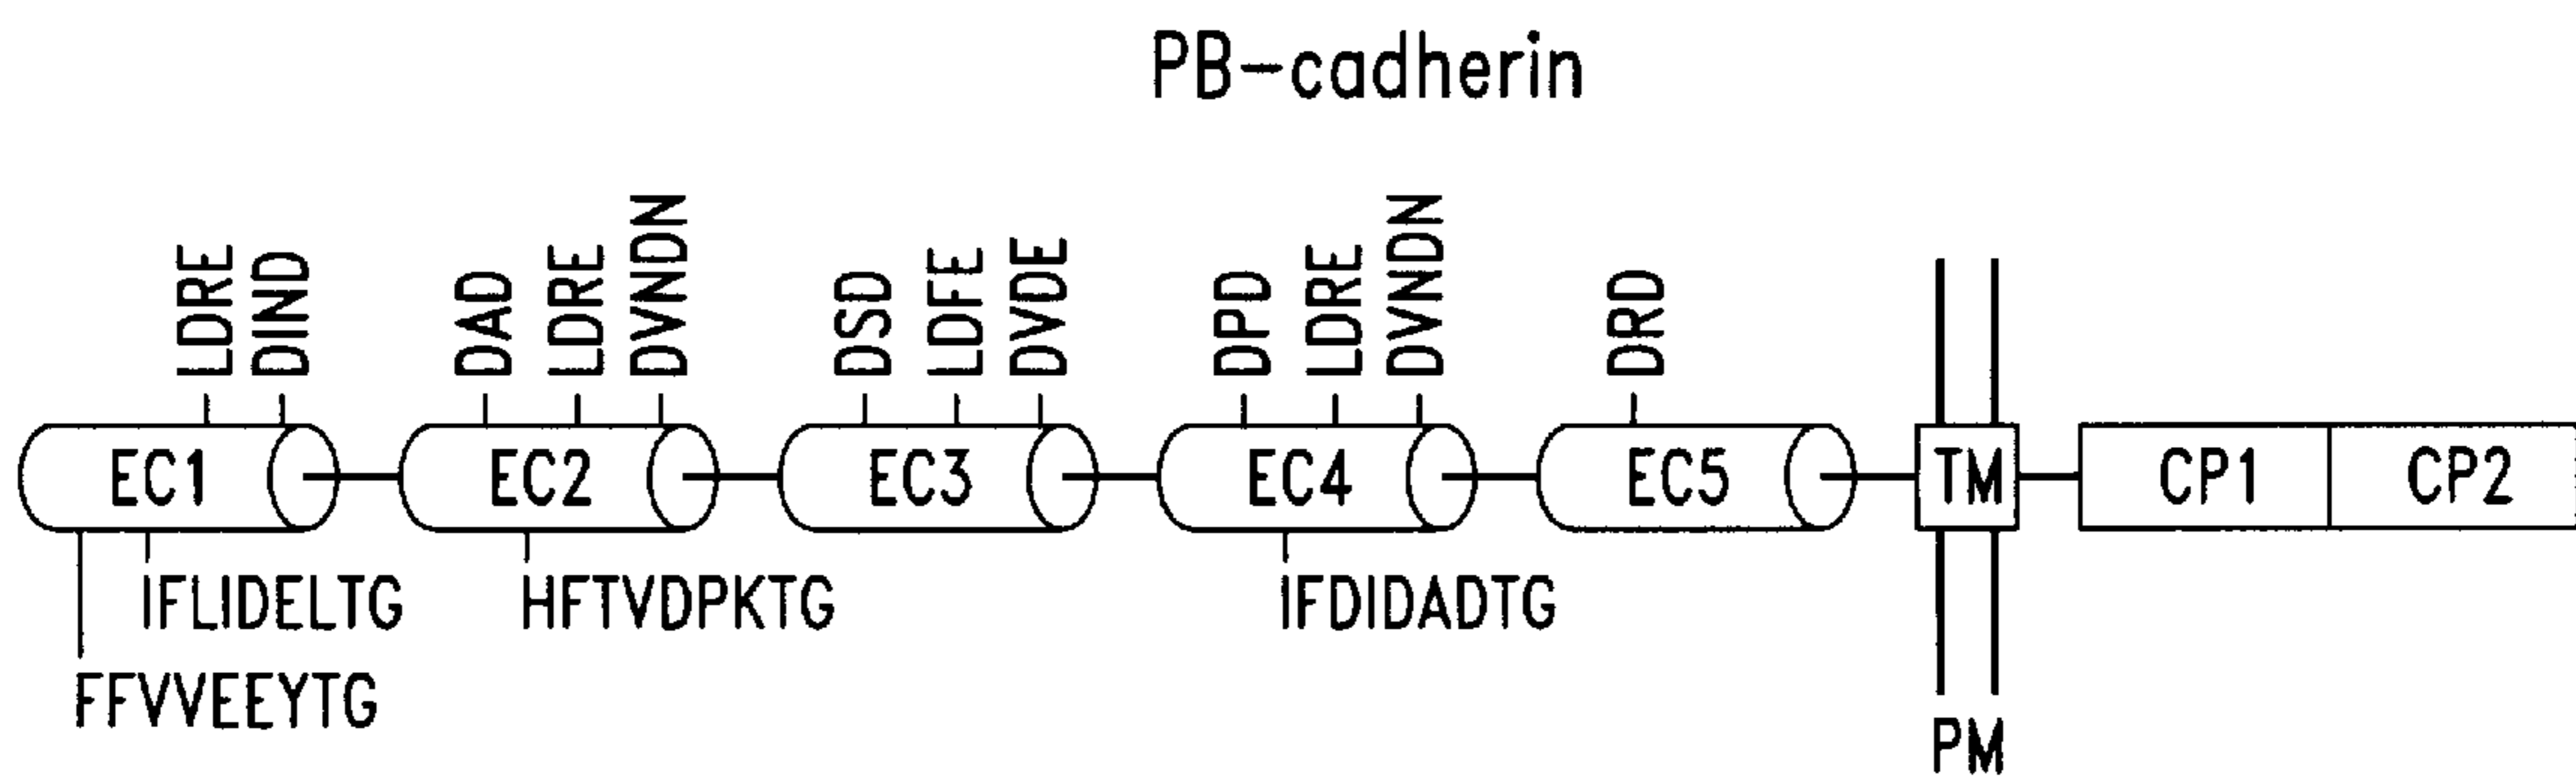 PB-cadherin
LDRE
DIND
DAD
LDRE
DVNDN
DSD
LDFE
DVDE
DPD
LDRE
DVNDN
DRD
EC1
EC2
EC3
EC4
EC5
TM
CP1
CP2
IFLIDELTG
HFTVDPKTG
IFDIDADTG
FFVVEEYTG
PM